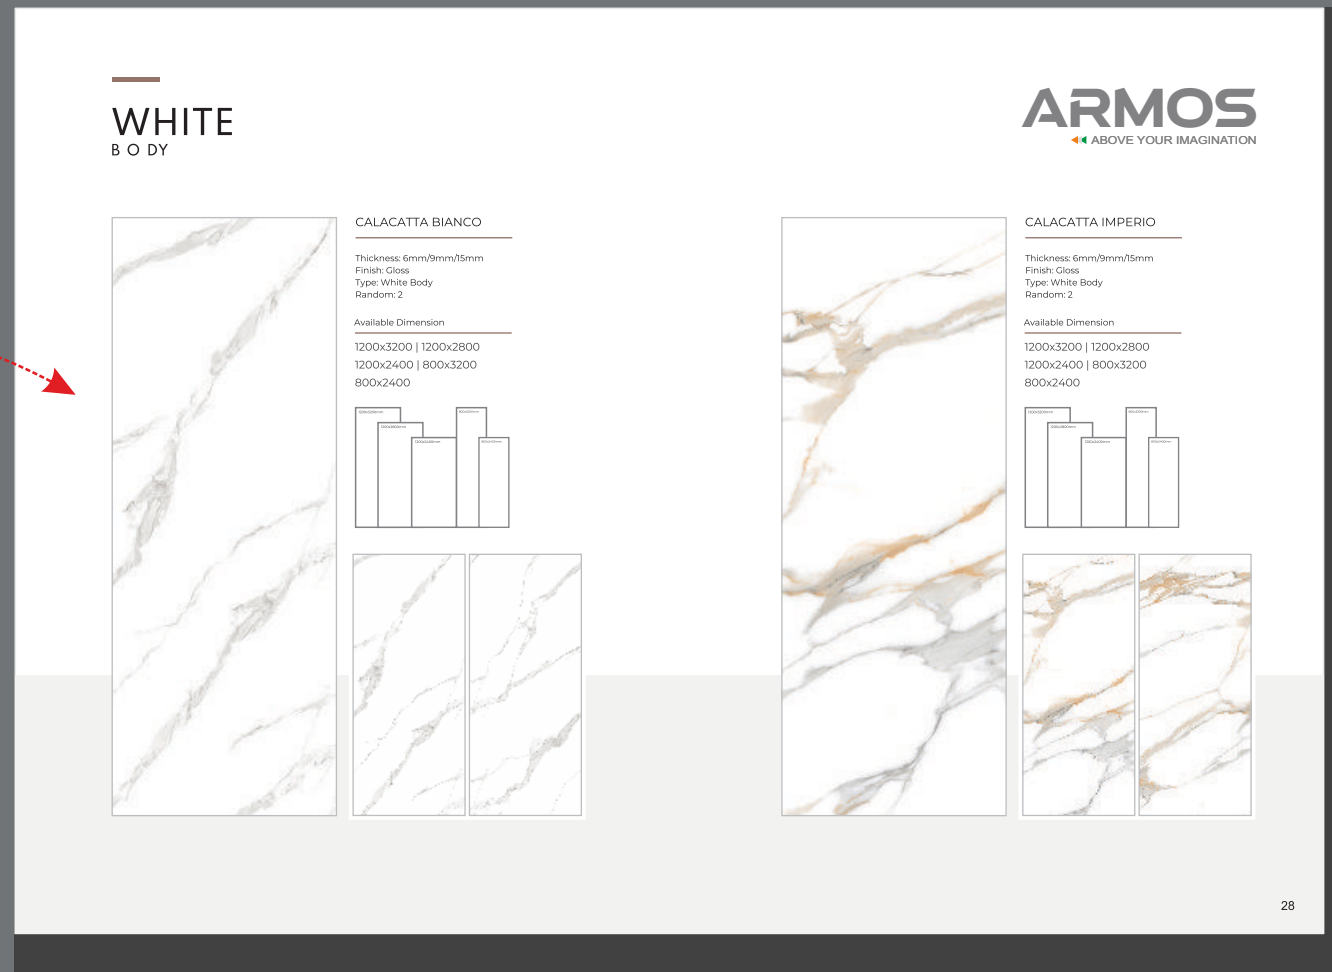 WHITE
BODY
ARMOS
ABOVE YOUR IMAGINATION
CALACATTA BIANCO
Thickness: 6mm/9mm/15mm
Finish: Gloss
Type: White Body
Random: 2
Available Dimension
1200x3200 | 1200x2800
1200x2400 | 800x3200
800x2400
CALACATTA IMPERIO
Thickness: 6mm/9mm/15mm
Finish: Gloss
Type: White Body
Random: 2
Available Dimension
1200x3200 | 1200x2800
1200x2400 | 800x3200
800x2400
28